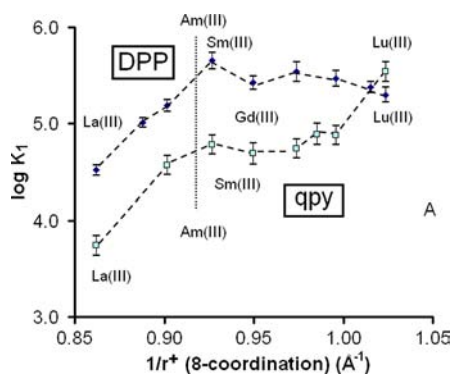 Am(III)
6.0
DPP
Sm(III)
Lu(III)
La(III)
Gd(III)
Lu(III)
5.0
log K1
Sm(III)
qpy
A
4.0
Am(III)
La(III)
3.0
0.85 0.90 0.95 1.00 1.05
1/r+ (8-coordination) (Å-1)